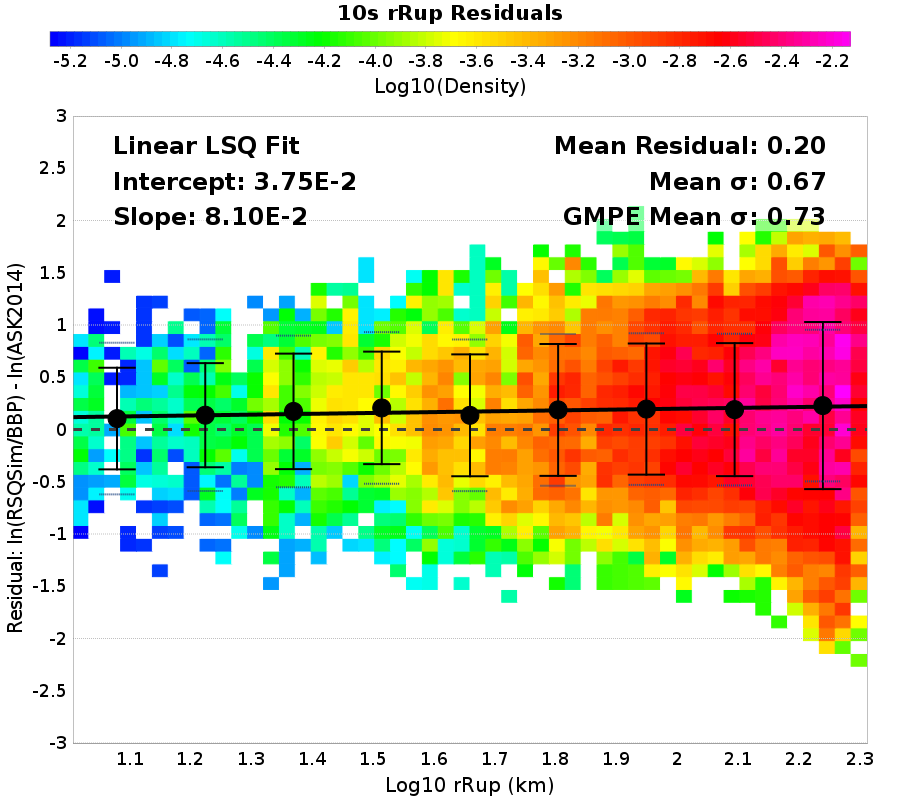 10s rRup Residuals
-5.2 -5.0 -4.8 -4.6 -4.4 -4.2 -4.0 -3.8 -3.6 -3.4 -3.2 -3.0 -2.8 -2.6 -2.4 -2.2
Log10(Density)
Linear LSQ Fit
Intercept: 3.75E-2
Slope: 8.10E-2
Mean Residual: 0.20
Mean σ: 0.67
GMPE Mean σ: 0.73
Residual: ln(RSQSim/BBP) - ln(ASK2014)
3
2.5
2
1.5
1
0.5
0
-0.5
-1
-1.5
-2
-2.5
-3
1.1 1.2 1.3 1.4 1.5 1.6 1.7 1.8 1.9 2 2.1 2.2 2.3
Log10 rRup (km)